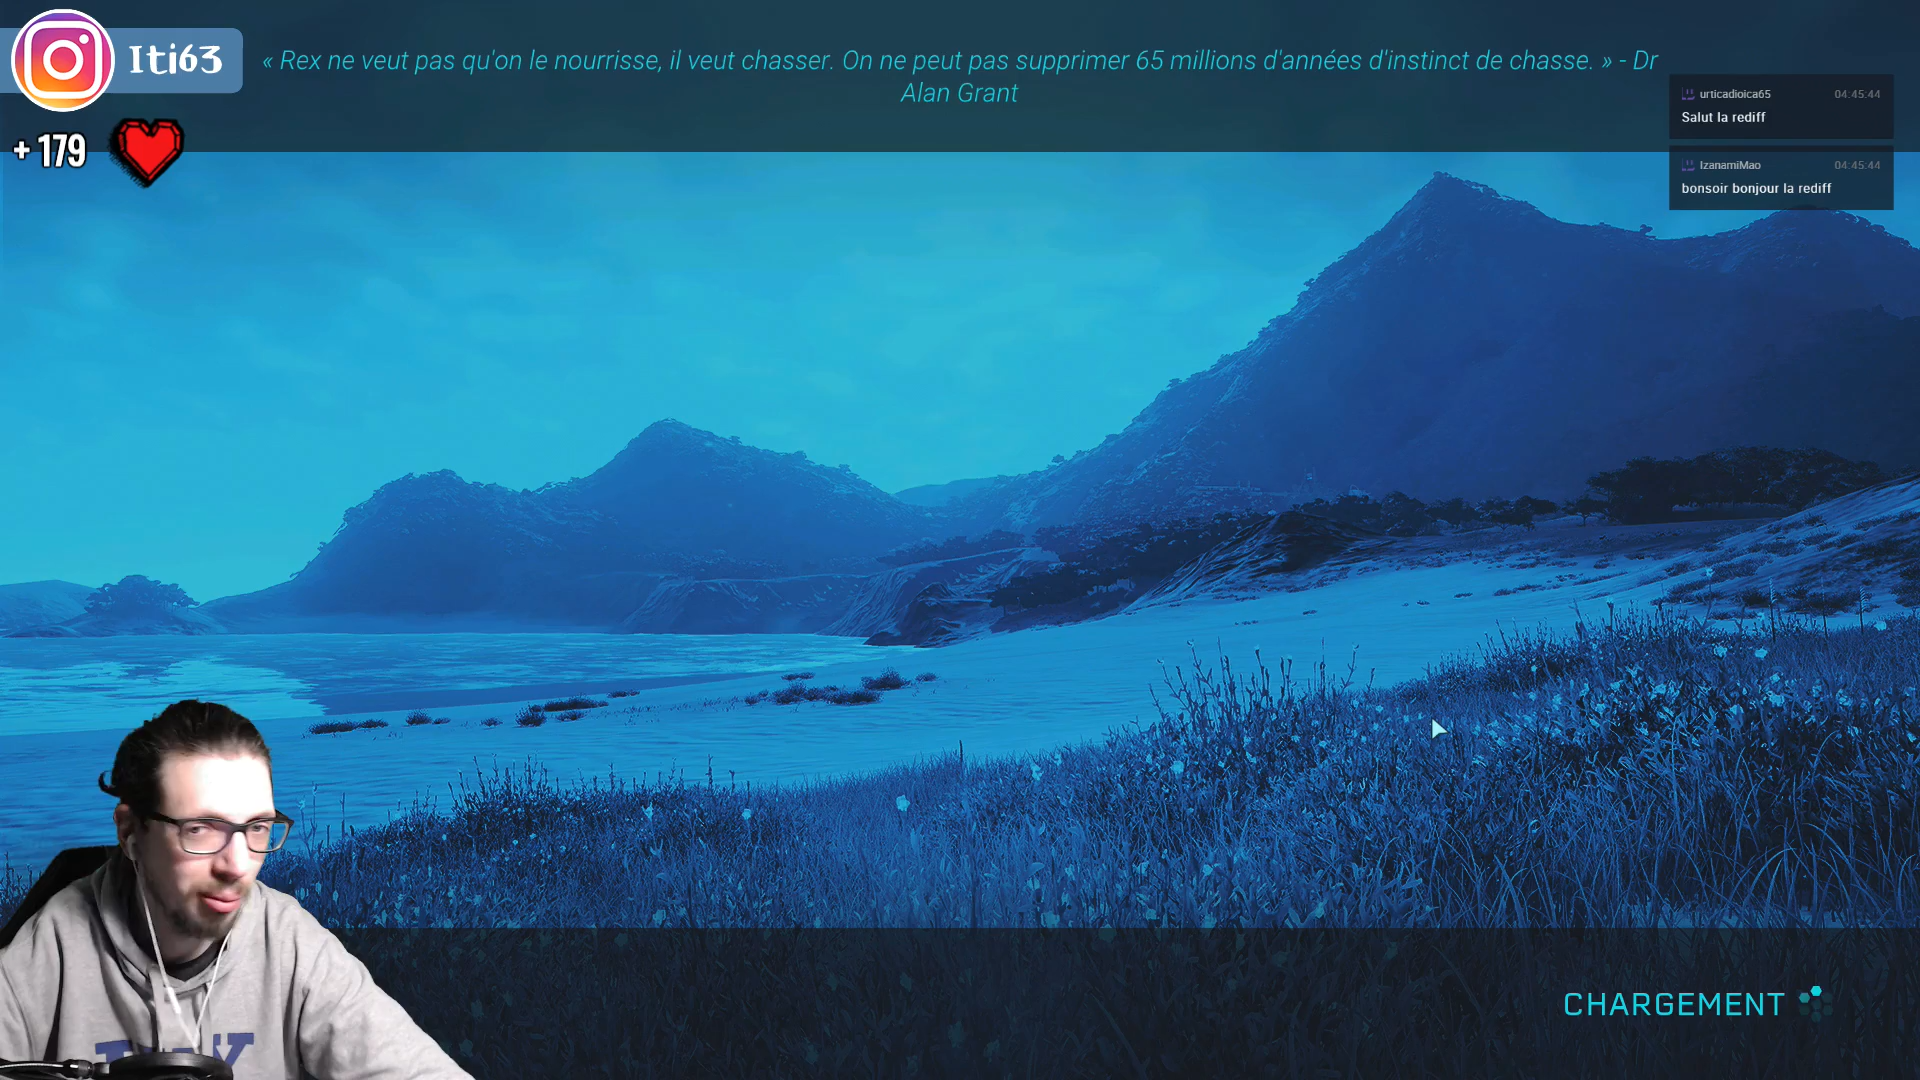 Iti63
« Rex ne veut pas qu'on le nourrisse, il veut chasser. On ne peut pas supprimer 65 millions d'années d'instinct de chasse. » - Dr
Alan Grant
+ 179
urticadioica65 04:45:44
Salut la rediff
IzanamiMao 04:45:44
bonsoir bonjour la rediff
CHARGEMENT